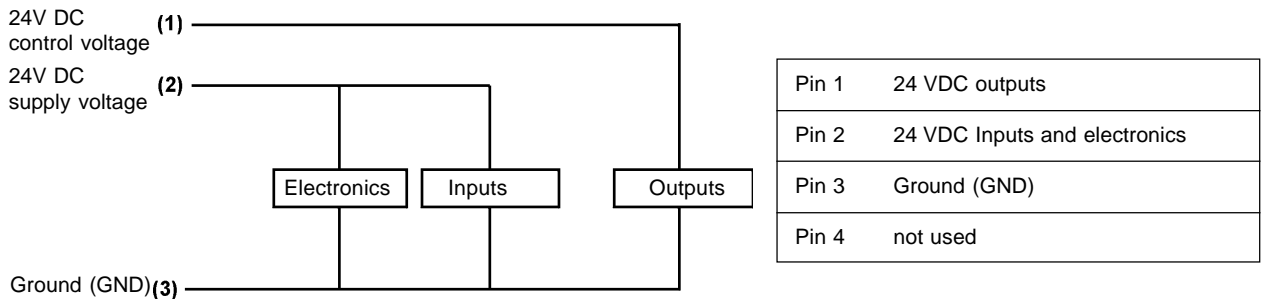 24V DC
control voltage (1)
24V DC
supply voltage (2)
Electronics Inputs Outputs
Ground (GND) (3)
Pin 1 24 VDC outputs
Pin 2 24 VDC Inputs and electronics
Pin 3 Ground (GND)
Pin 4 not used